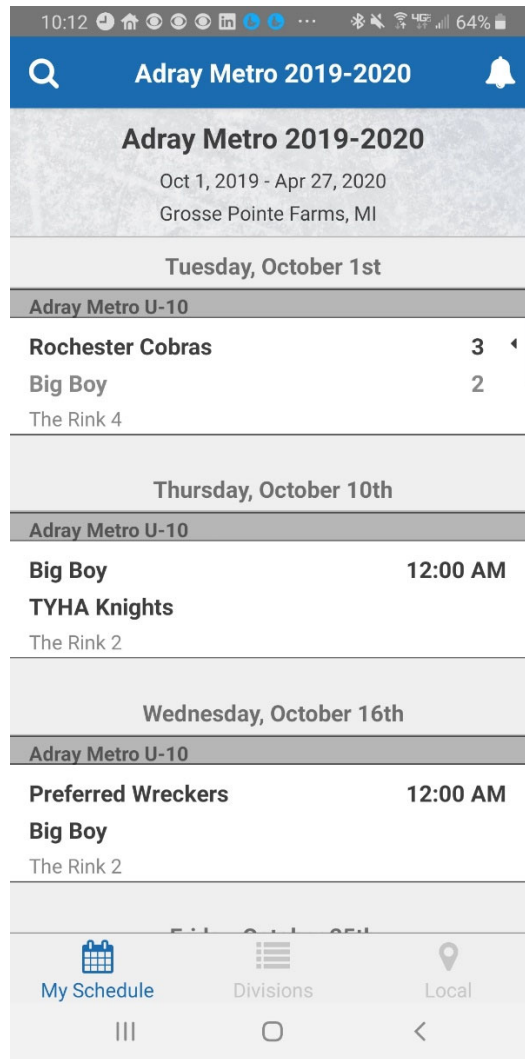 10:12 64%
Adray Metro 2019-2020
Adray Metro 2019-2020
Oct 1, 2019 - Apr 27, 2020
Grosse Pointe Farms, MI
Tuesday, October 1st
Adray Metro U-10
Rochester Cobras 3
Big Boy 2
The Rink 4
Thursday, October 10th
Adray Metro U-10
Big Boy 12:00 AM
TYHA Knights
The Rink 2
Wednesday, October 16th
Adray Metro U-10
Preferred Wreckers 12:00 AM
Big Boy
The Rink 2
My Schedule Divisions Local